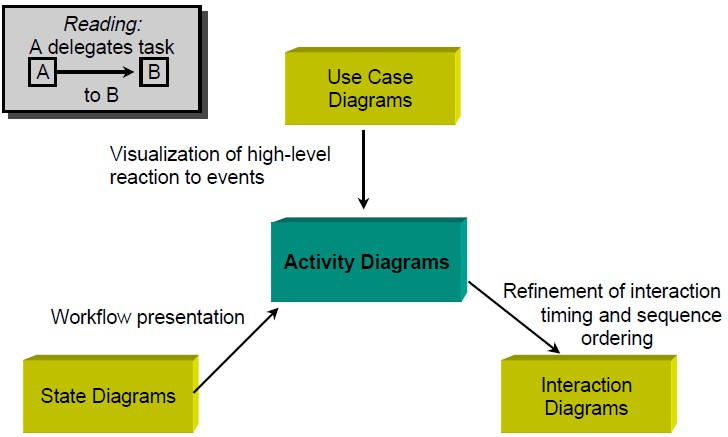 Reading:
A delegates task
A B
to B
Use Case
Diagrams
Visualization of high-level
reaction to events
Activity Diagrams
Refinement of interaction
timing and sequence
ordering
Workflow presentation
State Diagrams
Interaction
Diagrams